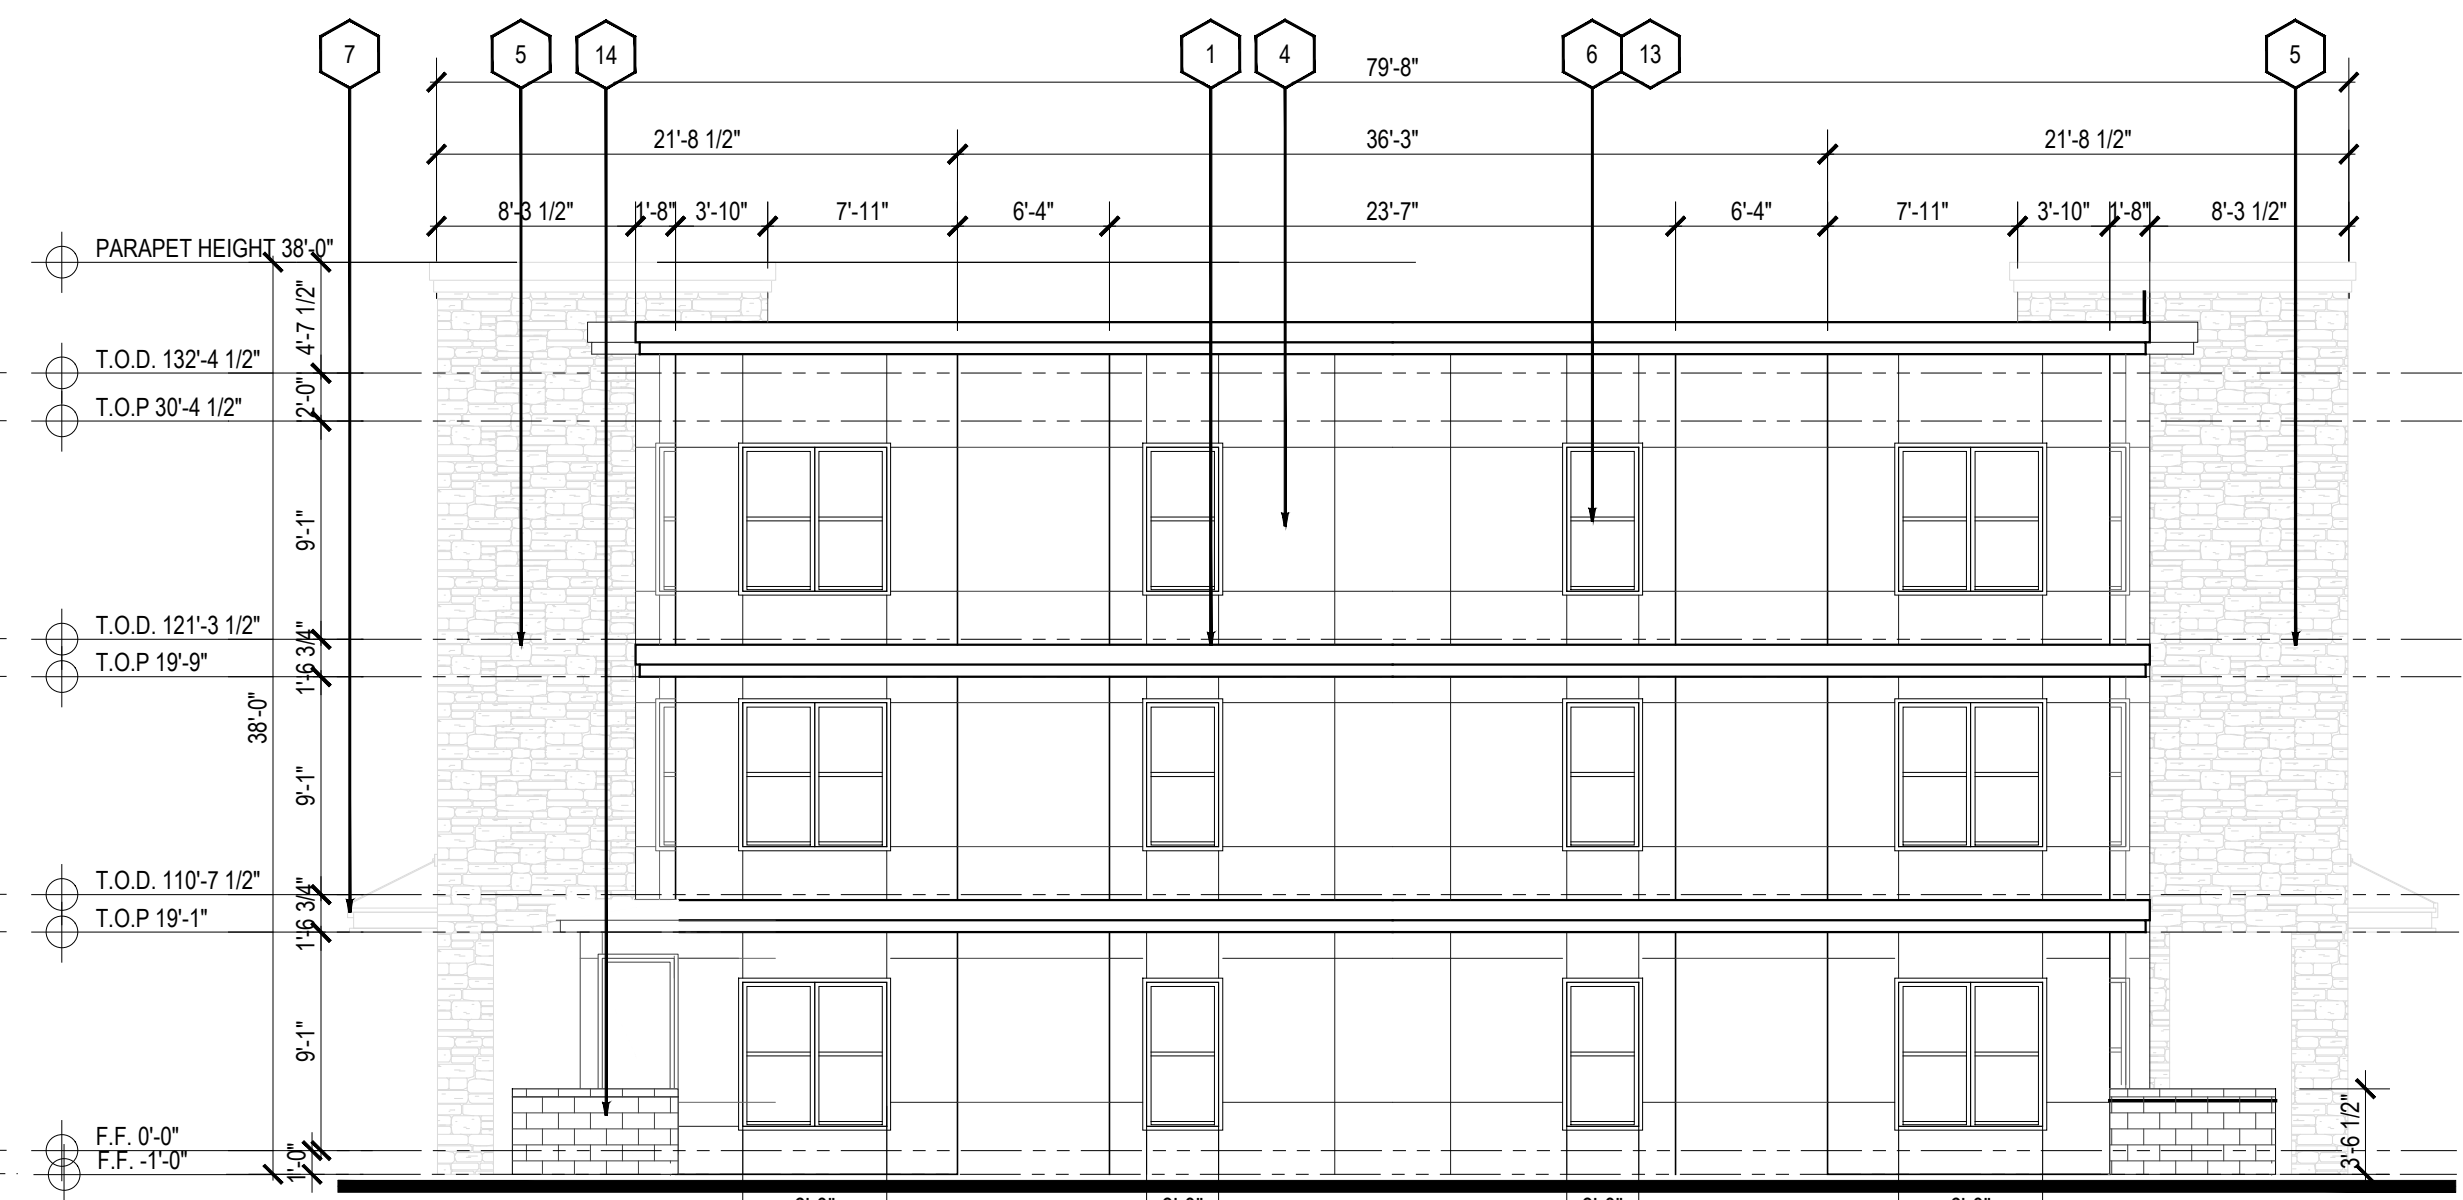 7 5 14 1 4 6 13 5
79'-8"
21'-8 1/2" 36'-3" 21'-8 1/2"
8'-3 1/2" 1'-8" 3'-10" 7'-11" 6'-4" 23'-7" 6'-4" 7'-11" 3'-10" 1'-8" 8'-3 1/2"
PARAPET HEIGHT 38'-0"
4'-7 1/2"
T.O.D. 132'-4 1/2"
2'-0"
T.O.P 30'-4 1/2"
9'-1"
T.O.D. 121'-3 1/2"
1'-6 3/4"
T.O.P 19'-9"
38'-0"
9'-1"
T.O.D. 110'-7 1/2"
1'-6 3/4"
T.O.P 19'-1"
9'-1"
F.F. 0'-0"
F.F. -1'-0"
1'-0"
3'-6 1/2"